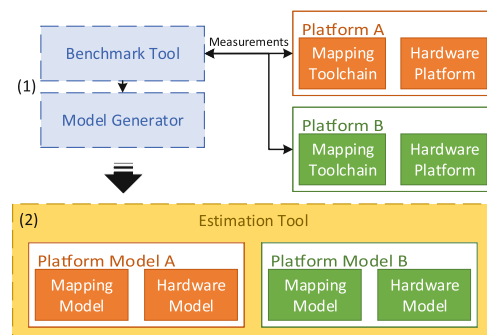 Benchmark Tool
Measurements
(1)
Model Generator
Platform A
Mapping
Toolchain
Hardware
Platform
Platform B
Mapping
Toolchain
Hardware
Platform
(2)
Estimation Tool
Platform Model A
Mapping
Model
Hardware
Model
Platform Model B
Mapping
Model
Hardware
Model